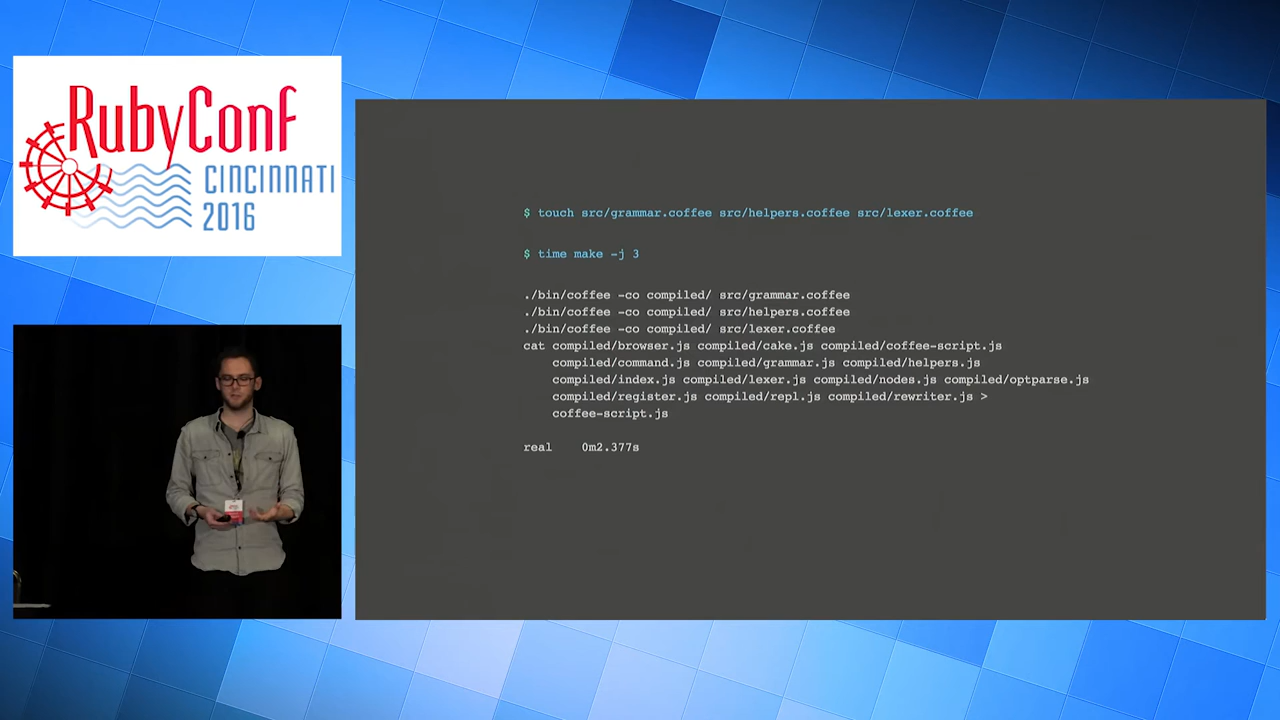 RubyConf
CINCINNATI
2016
$ touch src/grammar.coffee src/helpers.coffee src/lexer.coffee
$ time make -j 3
./bin/coffee -co compiled/ src/grammar.coffee
./bin/coffee -co compiled/ src/helpers.coffee
./bin/coffee -co compiled/ src/lexer.coffee
cat compiled/browser.js compiled/cake.js compiled/coffee-script.js
compiled/command.js compiled/grammar.js compiled/helpers.js
compiled/index.js compiled/lexer.js compiled/nodes.js compiled/optparse.js
compiled/register.js compiled/repl.js compiled/rewriter.js >
coffee-script.js
real 0m2.377s